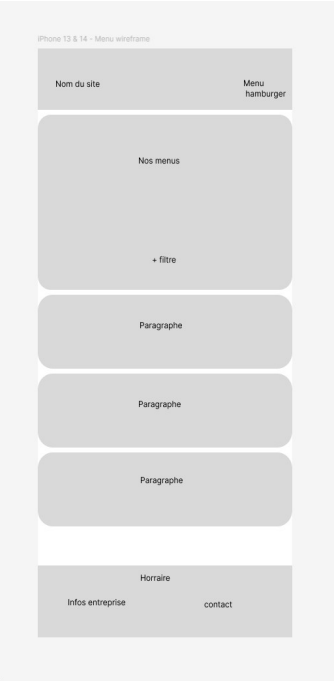 iPhone 13 & 14 - Menu wireframe
Nom du site
Menu
hamburger
Nos menus
+ filtre
Paragraphe
Paragraphe
Paragraphe
Horraire
Infos entreprise
contact